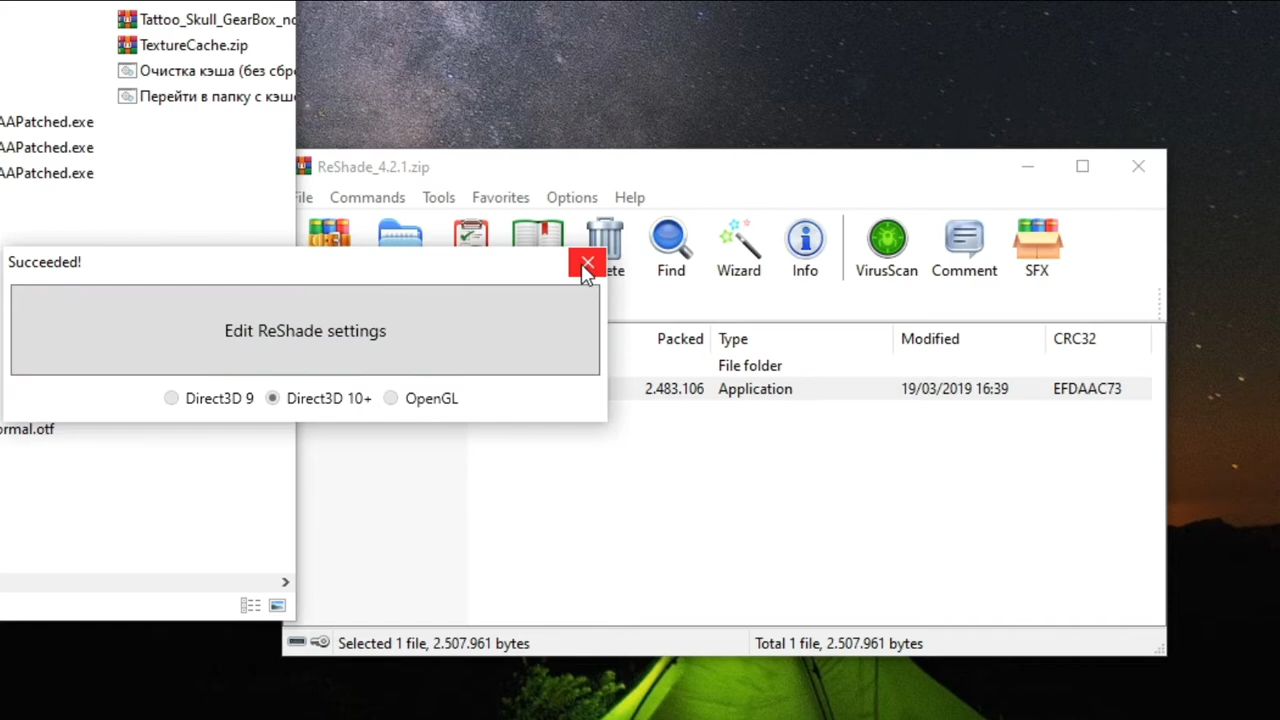 Tattoo_Skull_GearBox_no
TextureCache.zip
Очистка кэша (без сбро
Перейти в папку с кэше
AAPatched.exe
AAPatched.exe
AAPatched.exe
ormal.otf
ReShade_4.2.1.zip
File Commands Tools Favorites Options Help
ete Find Wizard Info VirusScan Comment SFX
Packed Type Modified CRC32
File folder
2.483.106 Application 19/03/2019 16:39 EFDAAC73
Selected 1 file, 2.507.961 bytes Total 1 file, 2.507.961 bytes
Succeeded!
Edit ReShade settings
Direct3D 9 Direct3D 10+ OpenGL